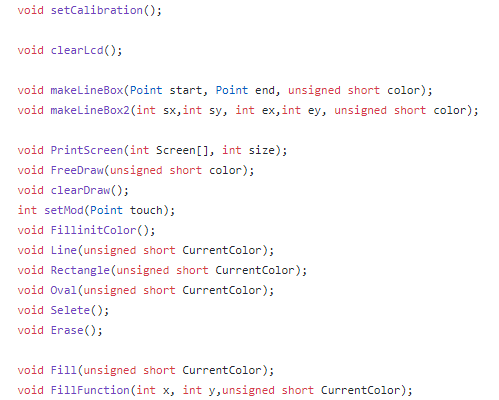 void setCalibration();
void clearLcd();
void makeLineBox(Point start, Point end, unsigned short color);
void makeLineBox2(int sx,int sy, int ex,int ey, unsigned short color);
void PrintScreen(int Screen[], int size);
void FreeDraw(unsigned short color);
void clearDraw();
int setMod(Point touch);
void FillinitColor();
void Line(unsigned short CurrentColor);
void Rectangle(unsigned short CurrentColor);
void Oval(unsigned short CurrentColor);
void Selete();
void Erase();
void Fill(unsigned short CurrentColor);
void FillFunction(int x, int y,unsigned short CurrentColor);